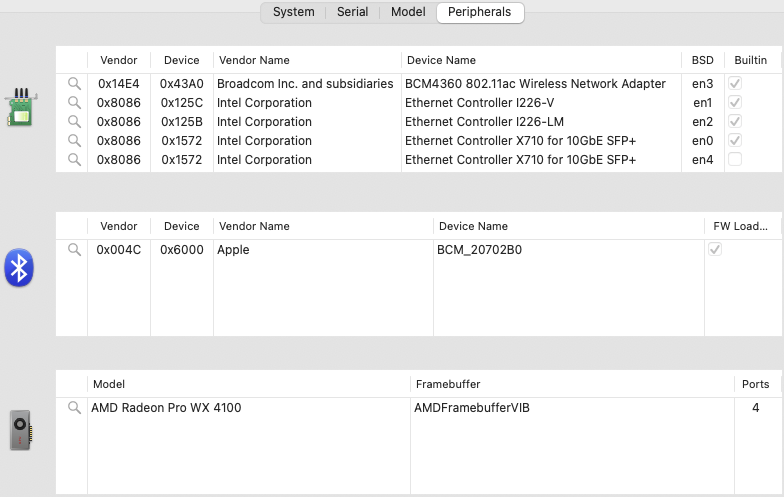 System Serial Model Peripherals
Vendor Device Vendor Name Device Name BSD Builtin
0x14E4 0x43A0 Broadcom Inc. and subsidiaries BCM4360 802.11ac Wireless Network Adapter en3
0x8086 0x125C Intel Corporation Ethernet Controller I226-V en1
0x8086 0x125B Intel Corporation Ethernet Controller I226-LM en2
0x8086 0x1572 Intel Corporation Ethernet Controller X710 for 10GbE SFP+ en0
0x8086 0x1572 Intel Corporation Ethernet Controller X710 for 10GbE SFP+ en4
Vendor Device Vendor Name Device Name FW Load...
0x004C 0x6000 Apple BCM_20702B0
Model Framebuffer Ports
AMD Radeon Pro WX 4100 AMDFramebufferVIB 4